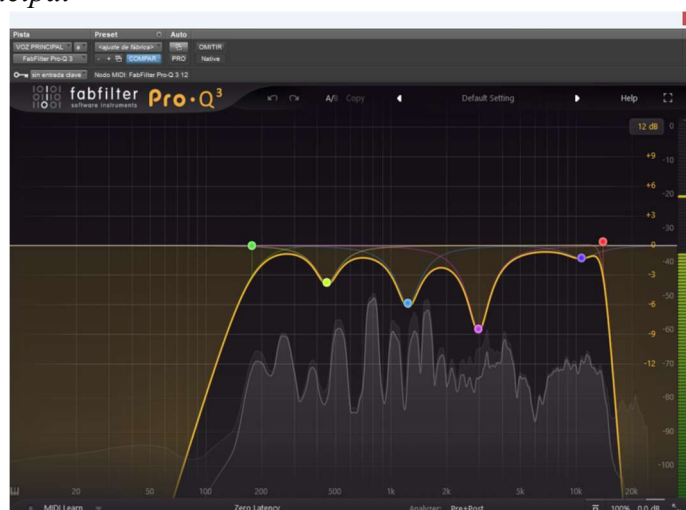 Pista Preset Auto
VOZ PRINCIPAL a <ajuste de fábrica> OMITIR
FabFilter Pro-Q 3 - + COMPAR. PRO Native
sin entrada clave Nodo MIDI: FabFilter Pro-Q 3 12
fabfilter Pro·Q3 A/B Copy Default Setting Help
software instruments
12 dB 0
+9 -10
+6 -20
+3 -30
0 -40
-3 -50
-6 -60
-9 -70
-12 -80
-90
-100
20 50 100 200 500 1k 2k 5k 10k 20k
MIDI Learn Zero Latency Analyzer: Pre+Post 100% 0.0 dB